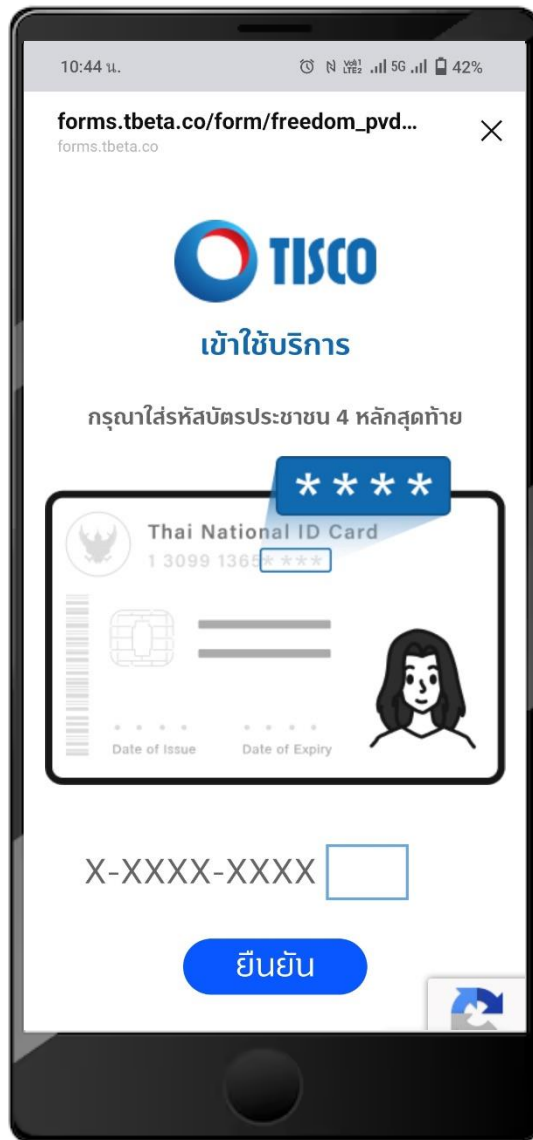 10:44 น.
Vo)) LTE2 5G 42%
forms.tbeta.co/form/freedom_pvd...
forms.tbeta.co
TISCO
เข้าใช้บริการ
กรุณาใส่รหัสบัตรประชาชน 4 หลักสุดท้าย
* * * *
Thai National ID Card
1 3099 1365* ***
Date of Issue Date of Expiry
X-XXXX-XXXX
ยืนยัน